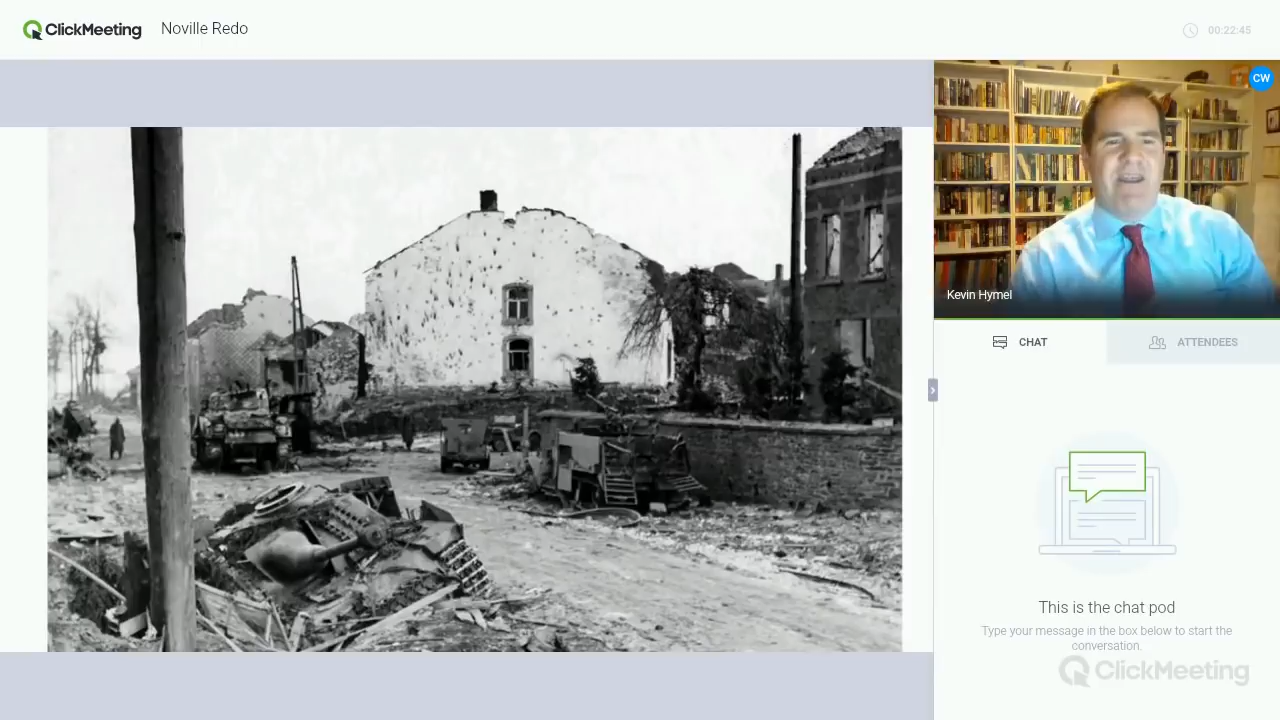 ClickMeeting
Noville Redo
00:22:45
CW
Kevin Hymel
CHAT
ATTENDEES
This is the chat pod
Type your message in the box below to start the
conversation.
ClickMeeting